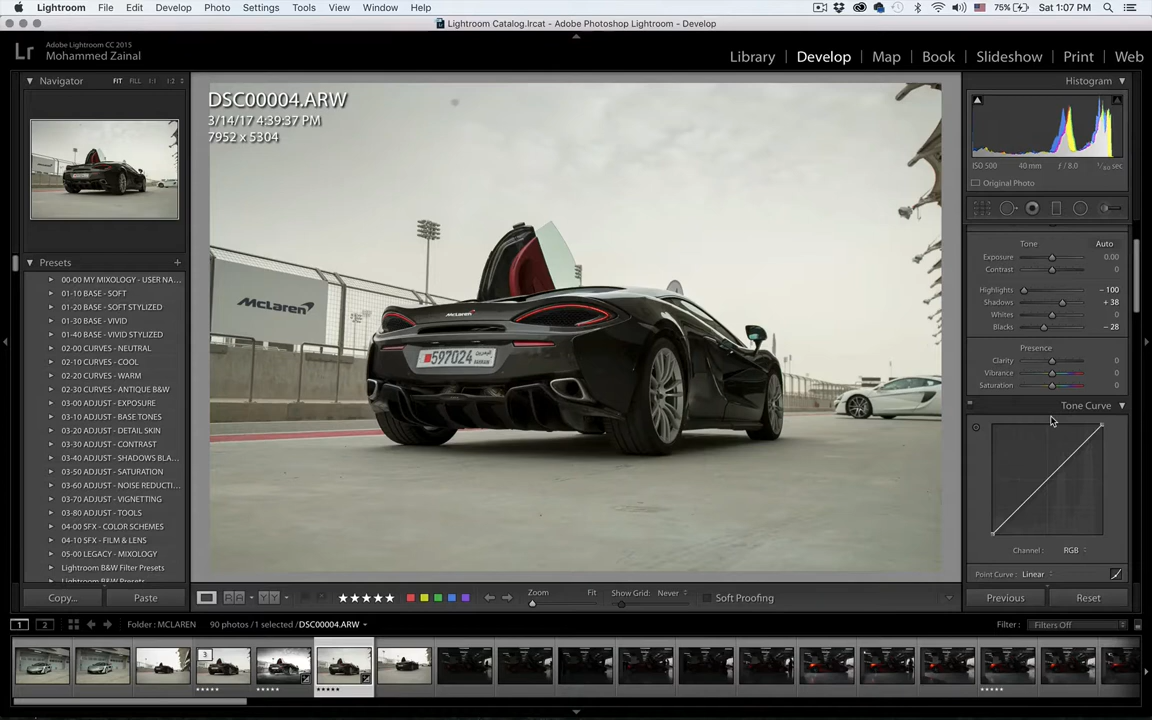 Lightroom File Edit Develop Photo Settings Tools View Window Help 75% Sat 1:07 PM
Lightroom Catalog.lrcat - Adobe Photoshop Lightroom - Develop
Lr Adobe Lightroom CC 2015
Mohammed Zainal
Library Develop Map Book Slideshow Print Web
Navigator FIT FILL 1:1 1:2
Presets +
00-00 MY MIXOLOGY - USER NA...
01-10 BASE - SOFT
01-20 BASE - SOFT STYLIZED
01-30 BASE - VIVID
01-40 BASE - VIVID STYLIZED
02-00 CURVES - NEUTRAL
02-10 CURVES - COOL
02-20 CURVES - WARM
02-30 CURVES - ANTIQUE B&W
03-00 ADJUST - EXPOSURE
03-10 ADJUST - BASE TONES
03-20 ADJUST - DETAIL SKIN
03-30 ADJUST - CONTRAST
03-40 ADJUST - SHADOWS BLA...
03-50 ADJUST - SATURATION
03-60 ADJUST - NOISE REDUCTI...
03-70 ADJUST - VIGNETTING
03-80 ADJUST - TOOLS
04-00 SFX - COLOR SCHEMES
04-10 SFX - FILM & LENS
05-00 LEGACY - MIXOLOGY
Lightroom B&W Filter Presets
Lightroom B&W Presets
Copy... Paste
DSC00004.ARW
3/14/17 4:39:37 PM
7952 x 5304
McLaren
McLaren
597024
البحرين
BAHRAIN
Histogram
ISO 500 40 mm ƒ / 8.0
Original Photo
Tone Auto
Exposure 0.00
Contrast 0
Highlights - 100
Shadows + 38
Whites 0
Blacks - 28
Presence
Clarity 0
Vibrance 0
Saturation 0
Tone Curve
Channel : RGB
Point Curve : Linear
Previous Reset
RR YY Zoom Fit Show Grid: Never Soft Proofing
1 2 Folder : MCLAREN 90 photos / 1 selected / DSC00004.ARW Filter : Filters Off
3